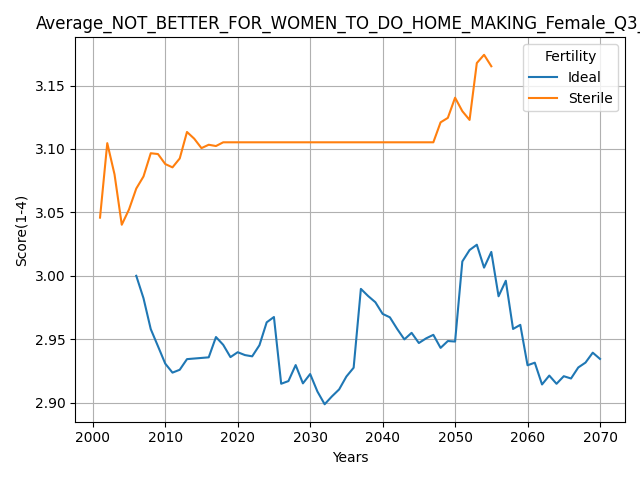 Average_NOT_BETTER_FOR_WOMEN_TO_DO_HOME_MAKING_Female_Q3_
Fertility
Ideal
Sterile
Score(1-4)
3.15
3.10
3.05
3.00
2.95
2.90
2000 2010 2020 2030 2040 2050 2060 2070
Years